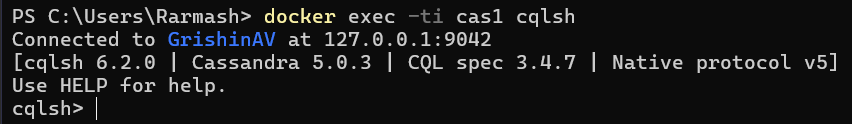 PS C:\Users\Rarmash> docker exec -ti cas1 cqlsh
Connected to GrishinAV at 127.0.0.1:9042
[cqlsh 6.2.0 | Cassandra 5.0.3 | CQL spec 3.4.7 | Native protocol v5]
Use HELP for help.
cqlsh>